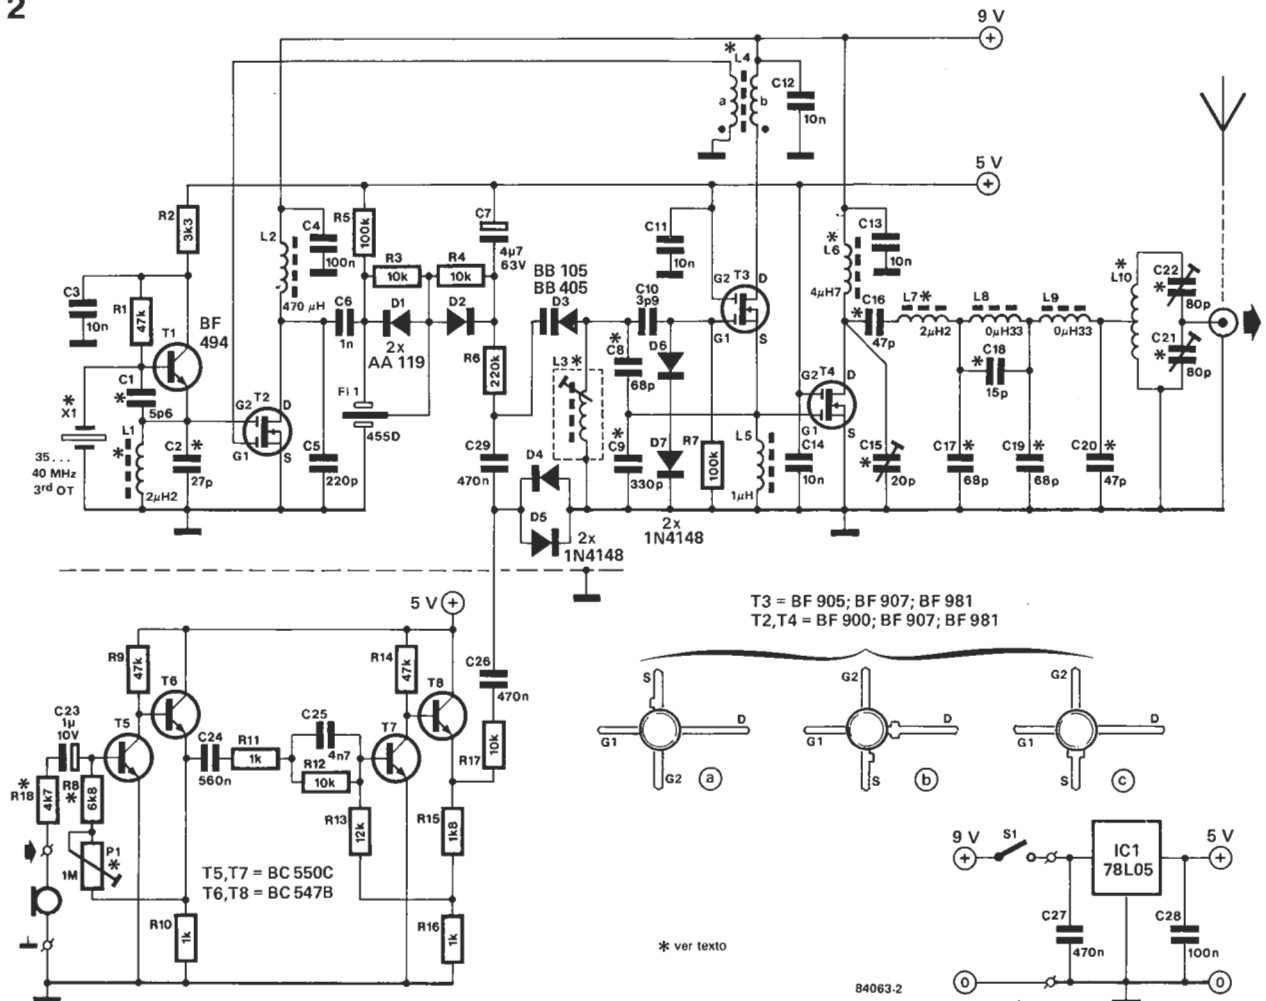 2
9 V
+
*
L4
a
b
C12
10n
5 V
+
R2
3k3
C3
10n
R1
47k
T1
BF
494
*
X1
C1
*
5p6
L1
*
2µH2
C2
*
27p
35...
40 MHz
3rd OT
G2
T2
D
G1
S
L2
470 µH
C4
100n
R5
100k
R3
10k
R4
10k
C7
4µ7
63V
C6
1n
D1
D2
2x
AA 119
C5
220p
455D
R6
220k
BB 105
BB 405
D3
C10
3p9
C11
10n
L3*
*
C8
68p
D6
*
C9
330p
D7
R7
100k
C29
470n
D4
D5
2x
1N4148
2x
1N4148
G2
T3
D
G1
S
L5
1µH
C14
10n
G2
T4
D
G1
S
*
L6
4µH7
C13
10n
*
C16
47p
C15
*
20p
L7*
2µH2
L8
0µH33
L9
0µH33
*
C18
15p
C17
*
68p
C19
*
68p
C20
*
47p
*
L10
C22
*
80p
C21
*
80p
5 V
+
R9
47k
T6
C23
1µ
10V
T5
*
R18
4k7
R8
*
6k8
P1
*
1M
C24
560n
R11
1k
C25
4n7
R12
10k
R13
12k
R14
47k
T8
T7
C26
470n
R17
10k
R15
1k8
R16
1k
R10
1k
T5,T7 = BC 550C
T6,T8 = BC 547B
T3 = BF 905; BF 907; BF 981
T2,T4 = BF 900; BF 907; BF 981
S
G1
D
G2
a
G2
G1
D
S
b
G2
G1
D
S
c
9 V
+
S1
IC1
78L05
5 V
+
C27
470n
C28
100n
0
0
* ver texto
84063-2